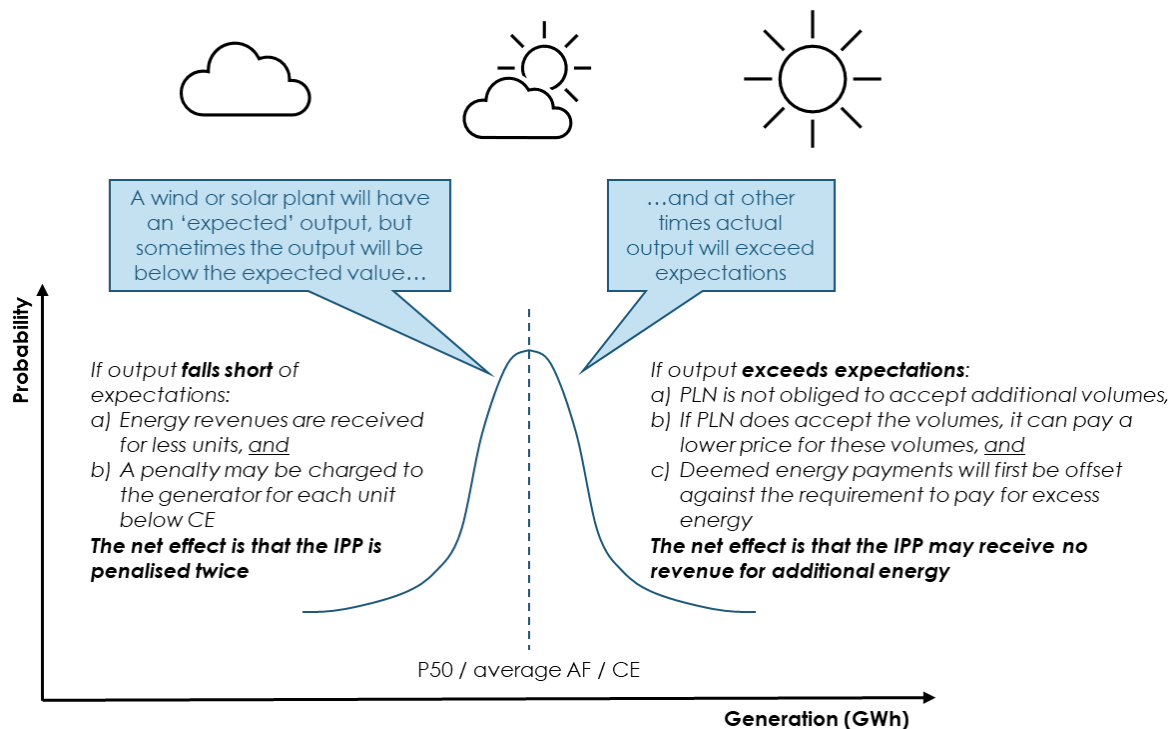 A wind or solar plant will have
an ‘expected’ output, but
sometimes the output will be
below the expected value…
…and at other
times actual
output will exceed
expectations
Probability
If output falls short of
expectations:
a) Energy revenues are received
for less units, and
b) A penalty may be charged to
the generator for each unit
below CE
The net effect is that the IPP is
penalised twice
If output exceeds expectations:
a) PLN is not obliged to accept additional volumes,
b) If PLN does accept the volumes, it can pay a
lower price for these volumes, and
c) Deemed energy payments will first be offset
against the requirement to pay for excess
energy
The net effect is that the IPP may receive no
revenue for additional energy
P50 / average AF / CE
Generation (GWh)